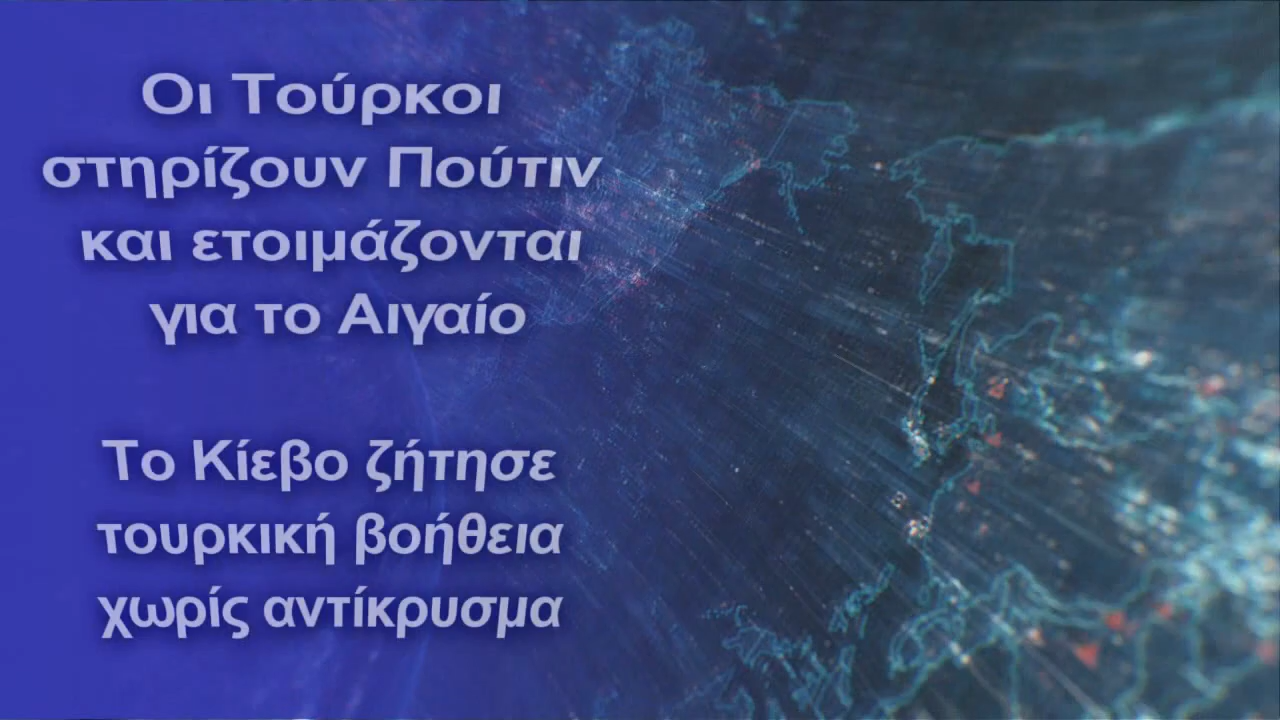 Οι Τούρκοι
στηρίζουν Πούτιν
και ετοιμάζονται
για το Αιγαίο
Το Κίεβο ζήτησε
τουρκική βοήθεια
χωρίς αντίκρυσμα